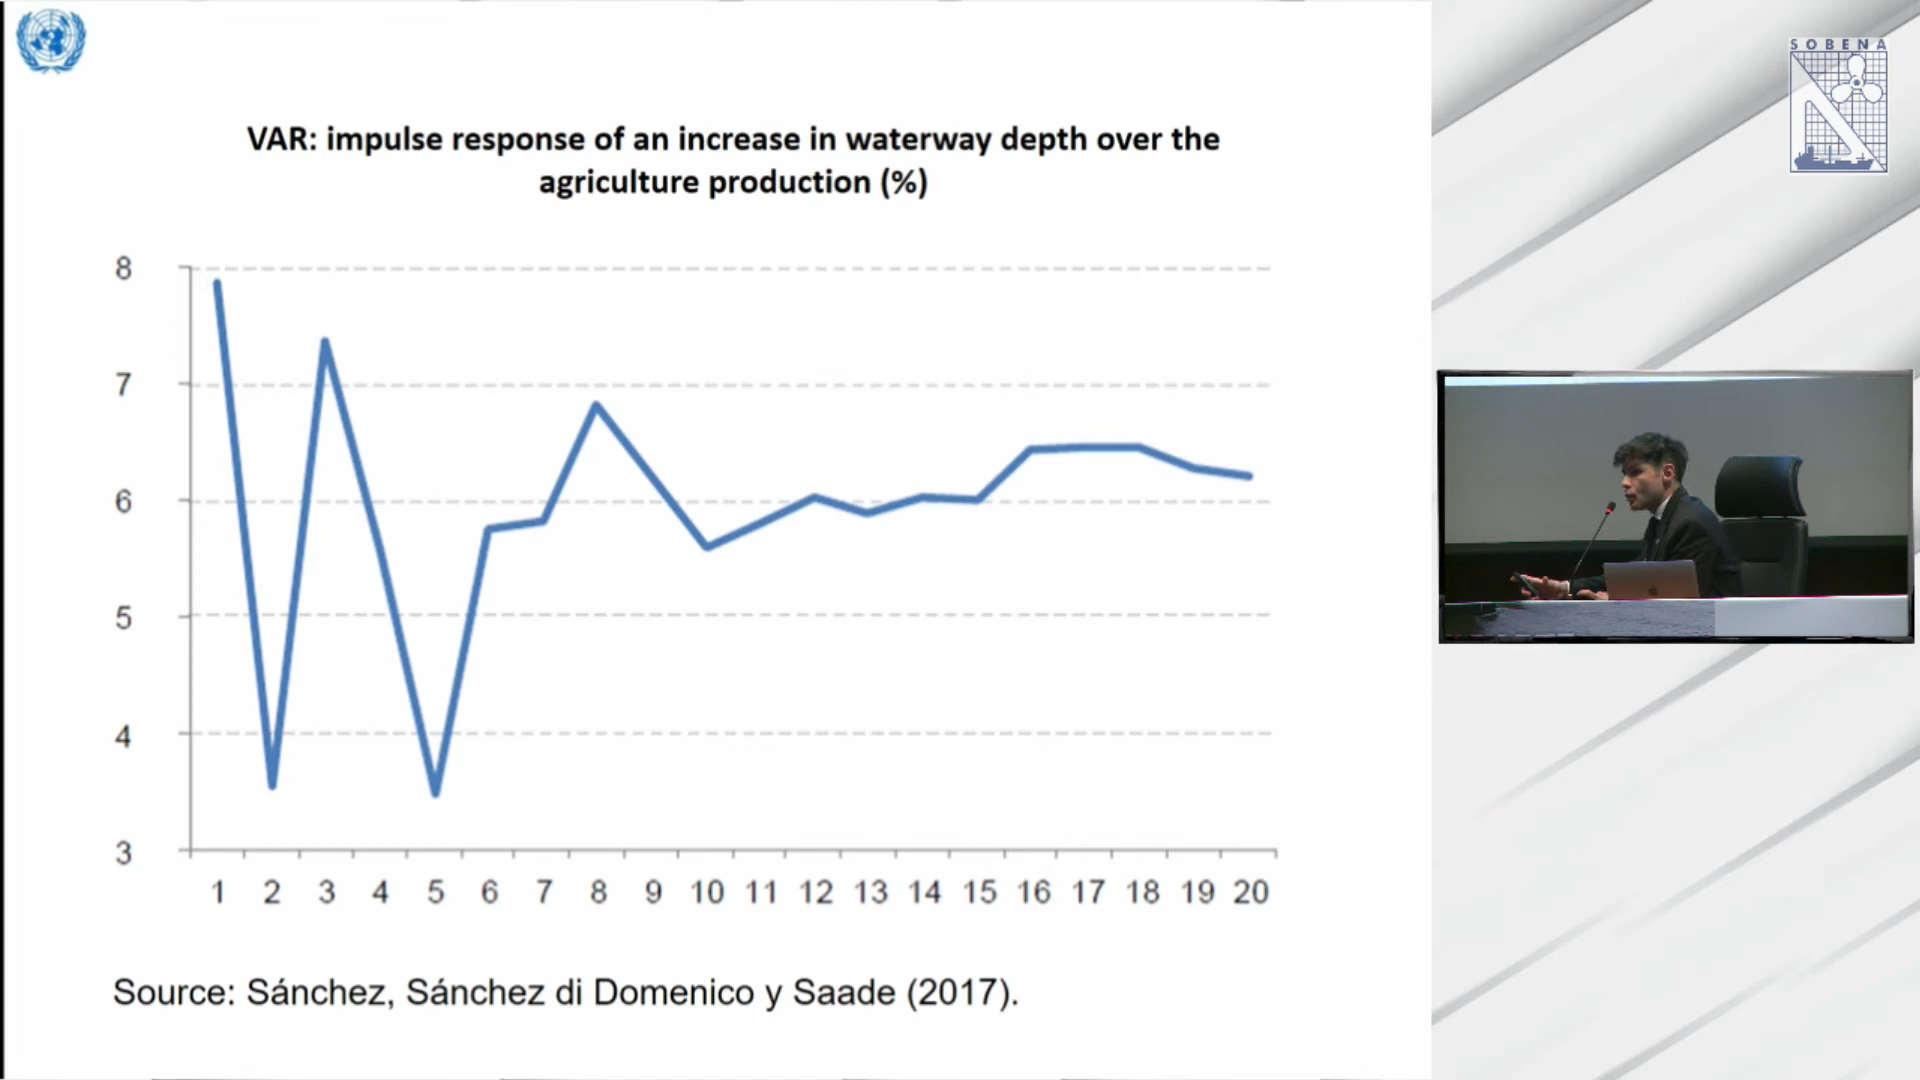 SOBENA
VAR: impulse response of an increase in waterway depth over the
agriculture production (%)
8
7
6
5
4
3
1 2 3 4 5 6 7 8 9 10 11 12 13 14 15 16 17 18 19 20
Source: Sánchez, Sánchez di Domenico y Saade (2017).